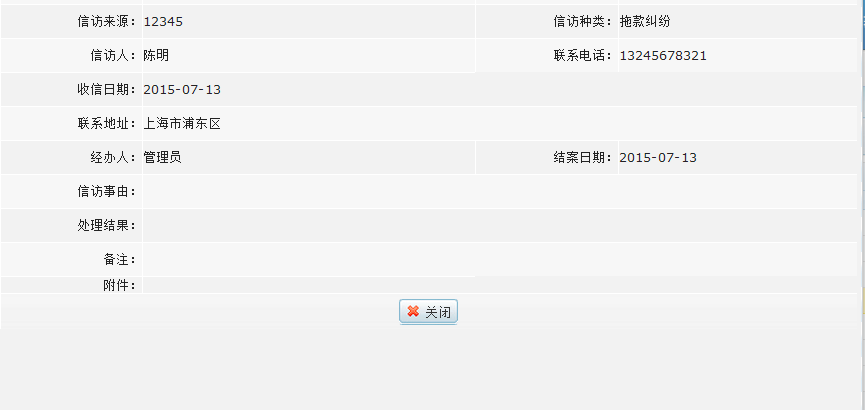 信访来源：12345 信访种类：拖款纠纷
信访人：陈明 联系电话：13245678321
收信日期：2015-07-13
联系地址：上海市浦东区
经办人：管理员 结案日期：2015-07-13
信访事由：
处理结果：
备注：
附件：
关闭